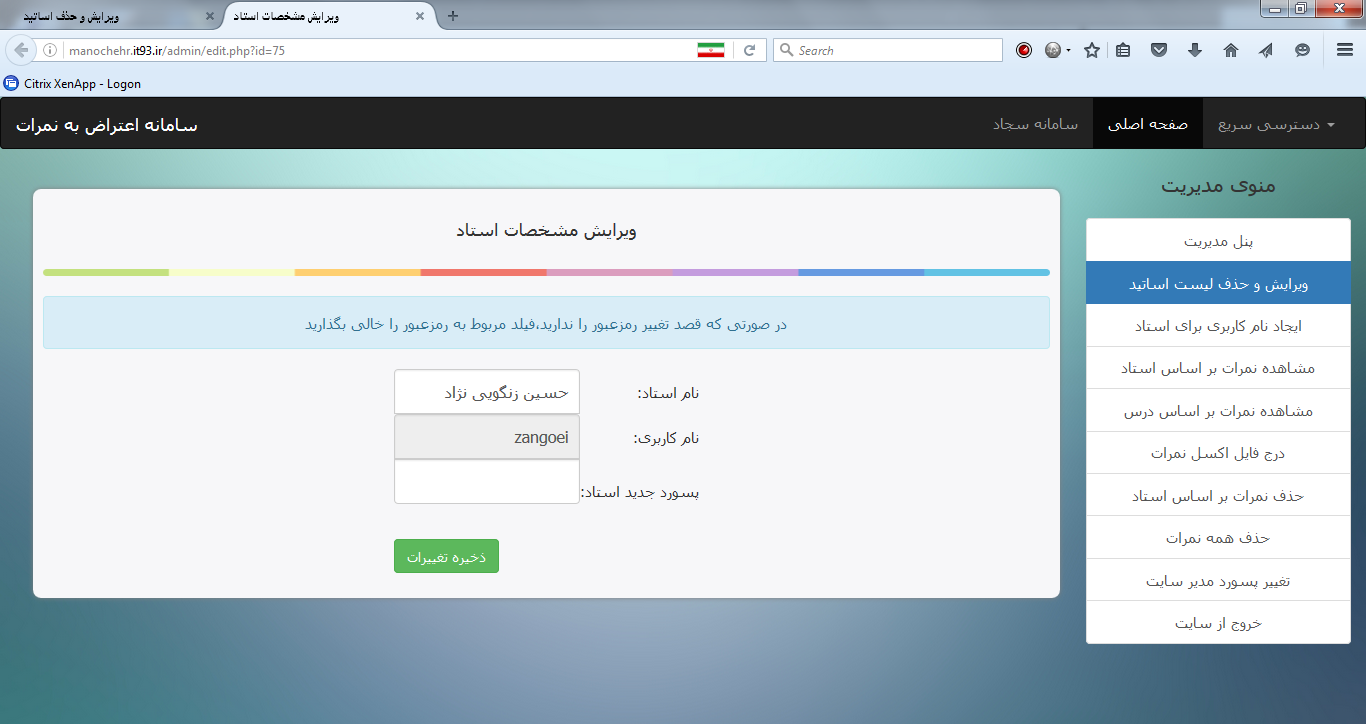 ویرایش و حذف اساتید
ویرایش مشخصات استاد
manochehr.it93.ir/admin/edit.php?id=75
Search
Citrix XenApp - Logon
دسترسی سریع
صفحه اصلی
سامانه سجاد
سامانه اعتراض به نمرات
منوی مدیریت
پنل مدیریت
ویرایش و حذف لیست اساتید
ایجاد نام کاربری برای استاد
مشاهده نمرات بر اساس استاد
مشاهده نمرات بر اساس درس
درج فایل اکسل نمرات
حذف نمرات بر اساس استاد
حذف همه نمرات
تغییر پسورد مدیر سایت
خروج از سایت
ویرایش مشخصات استاد
در صورتی که قصد تغییر رمزعبور را ندارید،فیلد مربوط به رمزعبور را خالی بگذارید
نام استاد: حسین زنگویی نژاد
نام کاربری: zangoei
پسورد جدید استاد:
ذخیره تغییرات